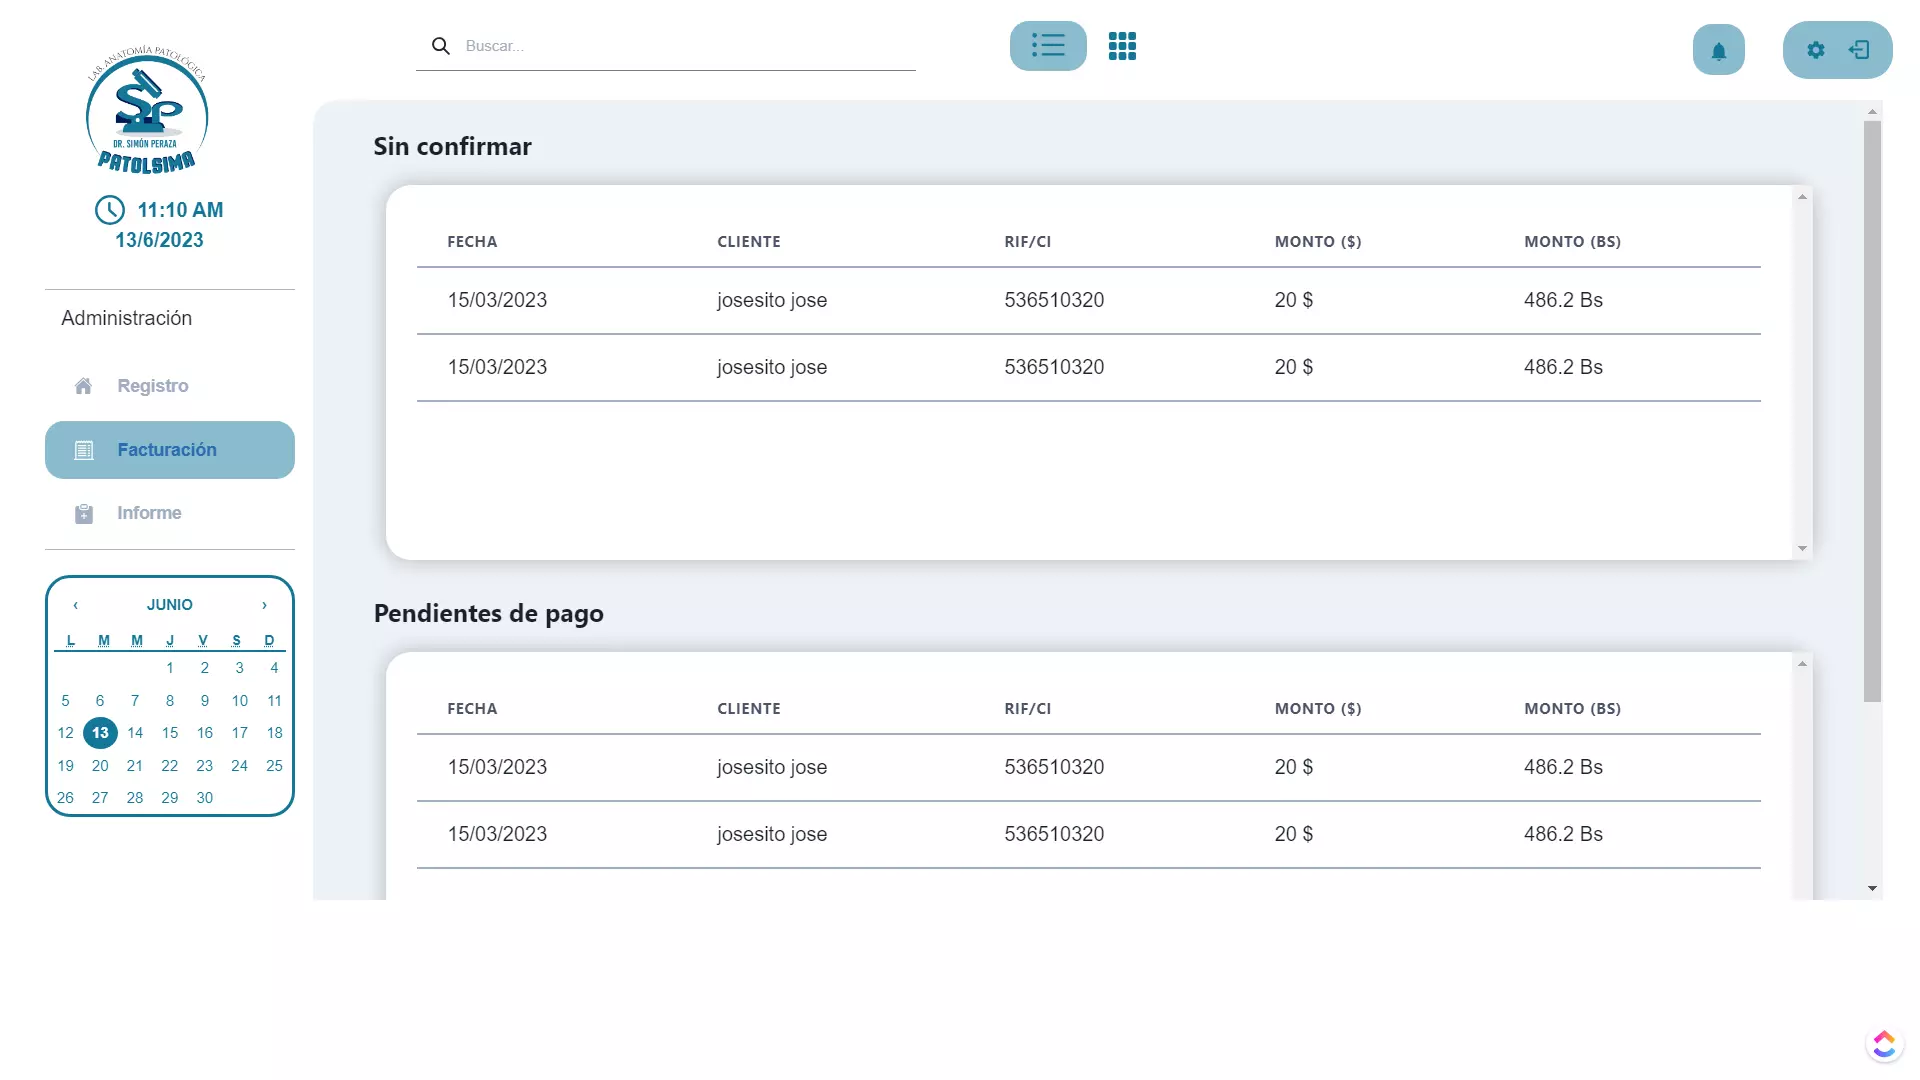 LAB. ANATOMÍA PATOLÓGICA
SP
DR. SIMÓN PERAZA
PATOLSIMA
11:10 AM
13/6/2023
Administración
Registro
Facturación
Informe
‹ JUNIO ›
L M M J V S D
1 2 3 4
5 6 7 8 9 10 11
12 13 14 15 16 17 18
19 20 21 22 23 24 25
26 27 28 29 30
Buscar...
Sin confirmar
FECHA CLIENTE RIF/CI MONTO ($) MONTO (BS)
15/03/2023 josesito jose 536510320 20 $ 486.2 Bs
15/03/2023 josesito jose 536510320 20 $ 486.2 Bs
Pendientes de pago
FECHA CLIENTE RIF/CI MONTO ($) MONTO (BS)
15/03/2023 josesito jose 536510320 20 $ 486.2 Bs
15/03/2023 josesito jose 536510320 20 $ 486.2 Bs